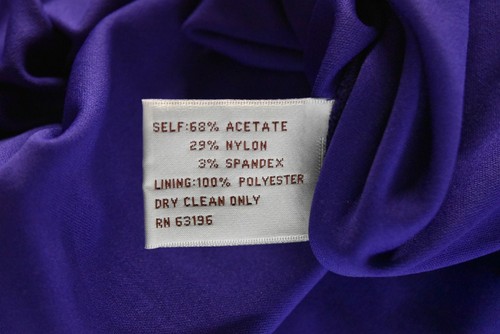 SELF:68% ACETATE
29% NYLON
3% SPANDEX
LINING:100% POLYESTER
DRY CLEAN ONLY
RN 63196